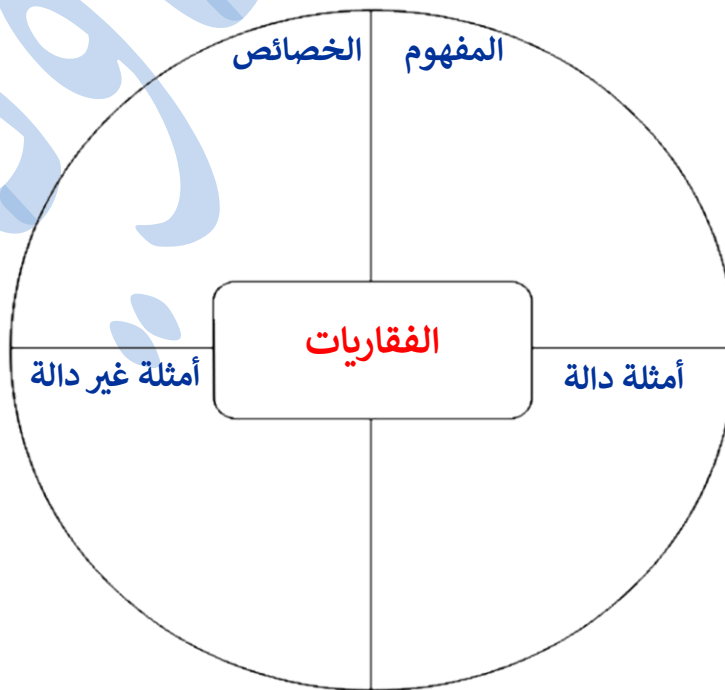 المفهوم
الخصائص
الفقاريات
أمثلة دالة
أمثلة غير دالة